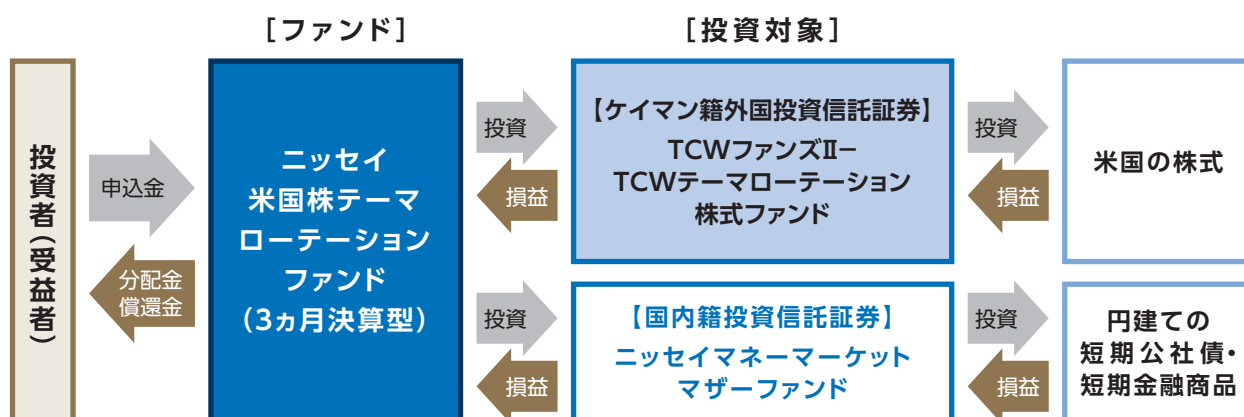 [ファンド]
[投資対象]
投資者(受益者)
申込金
分配金
償還金
ニッセイ
米国株テーマ
ローテーション
ファンド
(3ヵ月決算型)
投資
損益
【ケイマン籍外国投資信託証券】
TCWファンズⅡー
TCWテーマローテーション
株式ファンド
投資
損益
米国の株式
投資
損益
【国内籍投資信託証券】
ニッセイマネーマーケット
マザーファンド
投資
損益
円建ての
短期公社債・
短期金融商品